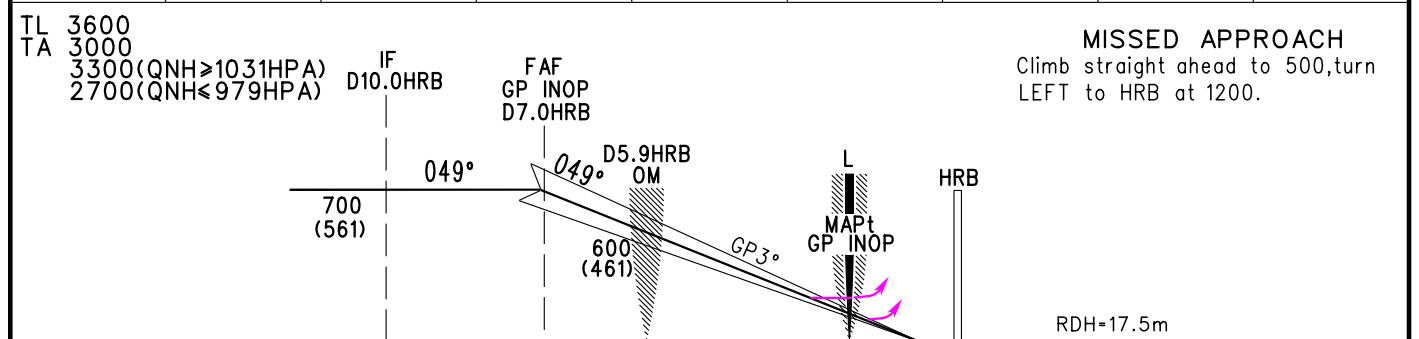 TL 3600
TA 3000
3300(QNH≥1031HPA)
2700(QNH≤979HPA)
IF
D10.0HRB
FAF
GP INOP
D7.0HRB
MISSED APPROACH
Climb straight ahead to 500,turn
LEFT to HRB at 1200.
049°
049°
D5.9HRB
OM
L
HRB
700
(561)
600
(461)
GP3°
MAPt
GP INOP
RDH=17.5m